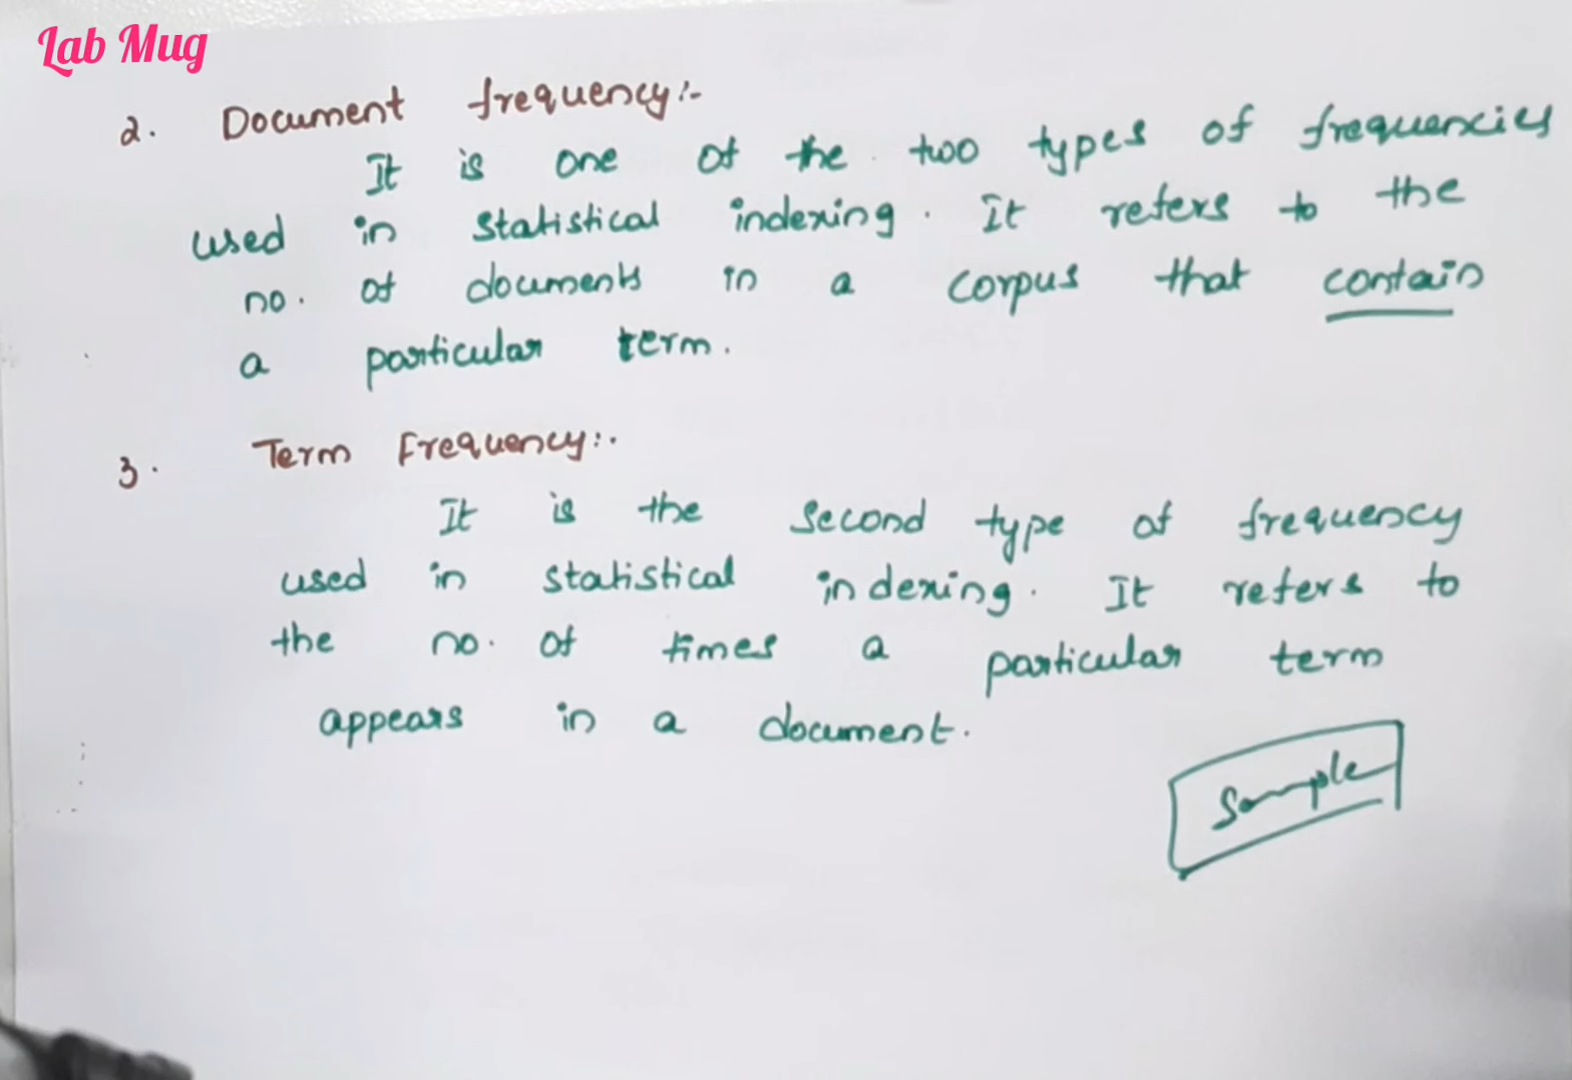 Lab Mug
2. Document frequency:-
It is one of the two types of frequencies
used in statistical indexing. It refers to the
no. of documents in a corpus that contain
a particular term.
3. Term Frequency:-
It is the second type of frequency
used in statistical indexing. It refers to
the no. of times a particular term
appears in a document.
Sample